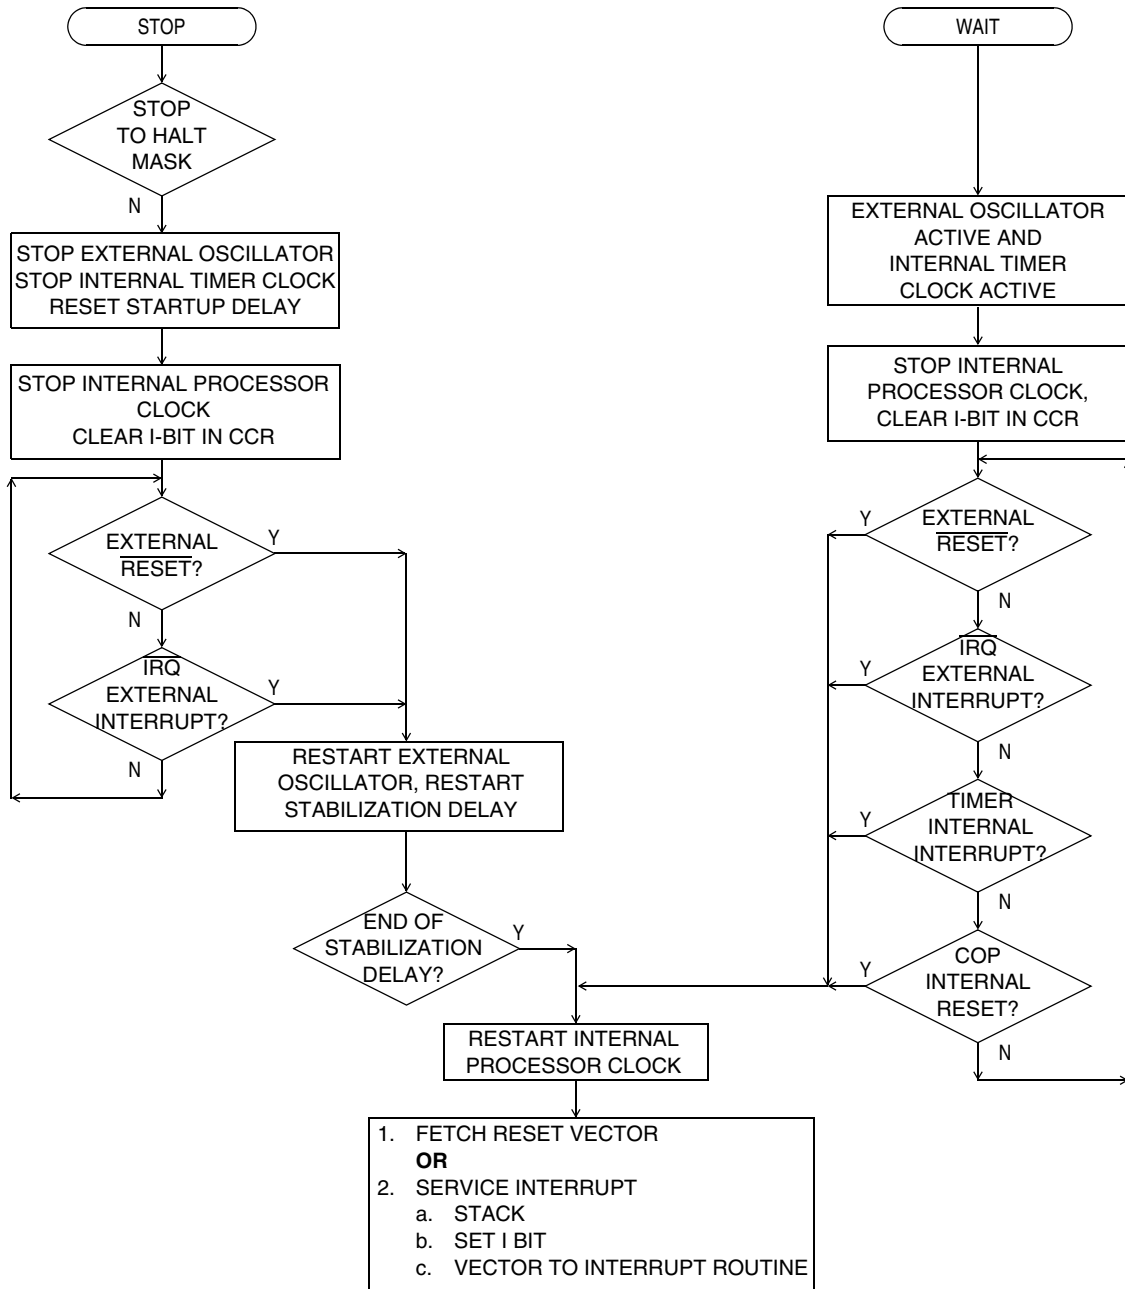 STOP
STOP
TO HALT
MASK
N
STOP EXTERNAL OSCILLATOR
STOP INTERNAL TIMER CLOCK
RESET STARTUP DELAY
STOP INTERNAL PROCESSOR
CLOCK
CLEAR I-BIT IN CCR
EXTERNAL
RESET?
Y
N
IRQ
EXTERNAL
INTERRUPT?
Y
N
RESTART EXTERNAL
OSCILLATOR, RESTART
STABILIZATION DELAY
END OF
STABILIZATION
DELAY?
Y
WAIT
EXTERNAL OSCILLATOR
ACTIVE AND
INTERNAL TIMER
CLOCK ACTIVE
STOP INTERNAL
PROCESSOR CLOCK,
CLEAR I-BIT IN CCR
Y
EXTERNAL
RESET?
N
Y
IRQ
EXTERNAL
INTERRUPT?
N
Y
TIMER
INTERNAL
INTERRUPT?
N
Y
COP
INTERNAL
RESET?
N
RESTART INTERNAL
PROCESSOR CLOCK
1. FETCH RESET VECTOR
OR
2. SERVICE INTERRUPT
a. STACK
b. SET I BIT
c. VECTOR TO INTERRUPT ROUTINE